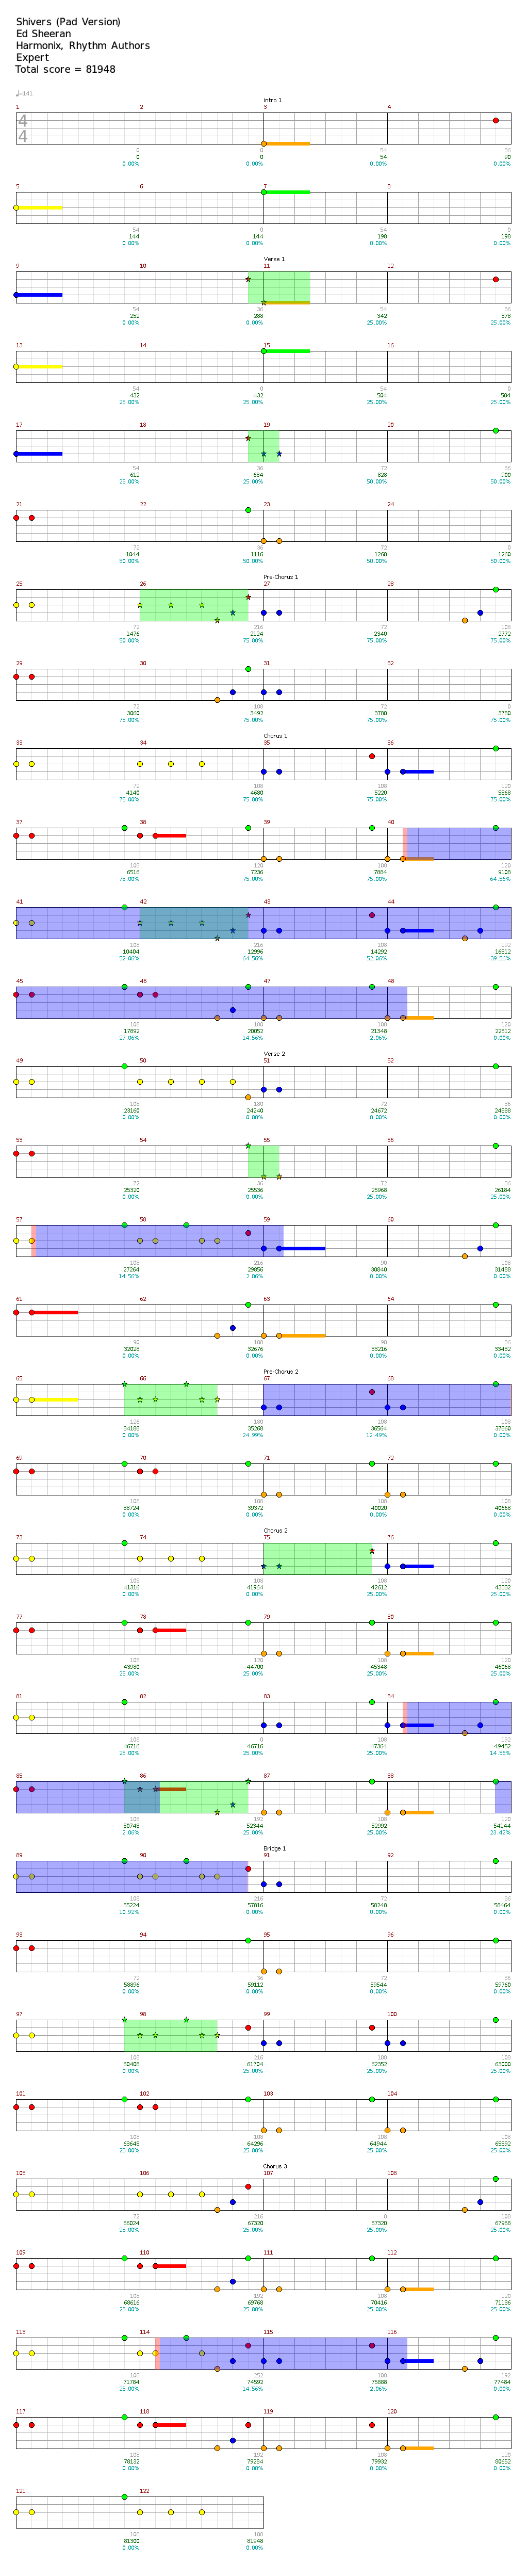 Shivers (Pad Version)
Ed Sheeran
Harmonix, Rhythm Authors
Expert
Total score = 81948
♩=141
Intro 1
1 2 3 4
4
4
0 0 54 36
0 0 54 90
0.00% 0.00% 0.00% 0.00%
5 6 7 8
54 0 54 0
144 144 198 198
0.00% 0.00% 0.00% 0.00%
Verse 1
9 10 11 12
54 36 54 36
252 288 342 378
0.00% 0.00% 25.00% 25.00%
13 14 15 16
54 0 54 0
432 432 504 504
25.00% 25.00% 25.00% 25.00%
17 18 19 20
54 36 72 36
612 684 828 900
25.00% 25.00% 50.00% 50.00%
21 22 23 24
72 36 72 0
1044 1116 1260 1260
50.00% 50.00% 50.00% 50.00%
Pre-Chorus 1
25 26 27 28
72 216 72 108
1476 2124 2340 2772
50.00% 75.00% 75.00% 75.00%
29 30 31 32
72 108 72 0
3060 3492 3780 3780
75.00% 75.00% 75.00% 75.00%
Chorus 1
33 34 35 36
72 108 108 120
4140 4680 5220 5868
75.00% 75.00% 75.00% 75.00%
37 38 39 40
108 120 108 120
6516 7236 7884 9108
75.00% 75.00% 75.00% 64.56%
41 42 43 44
108 216 108 192
10404 12996 14292 16812
52.06% 64.56% 52.06% 39.56%
45 46 47 48
108 180 108 120
17892 20052 21348 22512
27.06% 14.56% 2.06% 0.00%
Verse 2
49 50 51 52
108 180 72 36
23160 24240 24672 24888
0.00% 0.00% 0.00% 0.00%
53 54 55 56
72 36 72 36
25320 25536 25968 26184
0.00% 0.00% 25.00% 25.00%
57 58 59 60
108 216 90 108
27264 29856 30840 31488
14.56% 2.06% 0.00% 0.00%
61 62 63 64
90 108 90 36
32028 32676 33216 33432
0.00% 0.00% 0.00% 0.00%
Pre-Chorus 2
65 66 67 68
126 180 108 108
34188 35268 36564 37860
0.00% 24.99% 12.49% 0.00%
69 70 71 72
108 108 108 108
38724 39372 40020 40668
0.00% 0.00% 0.00% 0.00%
Chorus 2
73 74 75 76
108 108 108 120
41316 41964 42612 43332
0.00% 0.00% 25.00% 25.00%
77 78 79 80
108 120 108 120
43980 44700 45348 46068
25.00% 25.00% 25.00% 25.00%
81 82 83 84
108 0 108 192
46716 46716 47364 49452
25.00% 25.00% 25.00% 14.56%
85 86 87 88
108 192 108 120
50748 52344 52992 54144
2.06% 25.00% 25.00% 23.42%
Bridge 1
89 90 91 92
108 216 72 36
55224 57816 58248 58464
10.92% 0.00% 0.00% 0.00%
93 94 95 96
72 36 72 36
58896 59112 59544 59760
0.00% 0.00% 0.00% 0.00%
97 98 99 100
108 216 108 108
60408 61704 62352 63000
0.00% 25.00% 25.00% 25.00%
101 102 103 104
108 108 108 108
63648 64296 64944 65592
25.00% 25.00% 25.00% 25.00%
Chorus 3
105 106 107 108
72 216 0 108
66024 67320 67320 67968
25.00% 25.00% 25.00% 25.00%
109 110 111 112
108 192 108 120
68616 69768 70416 71136
25.00% 25.00% 25.00% 25.00%
113 114 115 116
108 252 108 192
71784 74592 75888 77484
25.00% 14.56% 2.06% 0.00%
117 118 119 120
108 192 108 120
78132 79284 79932 80652
0.00% 0.00% 0.00% 0.00%
121 122
108 108
81300 81948
0.00% 0.00%